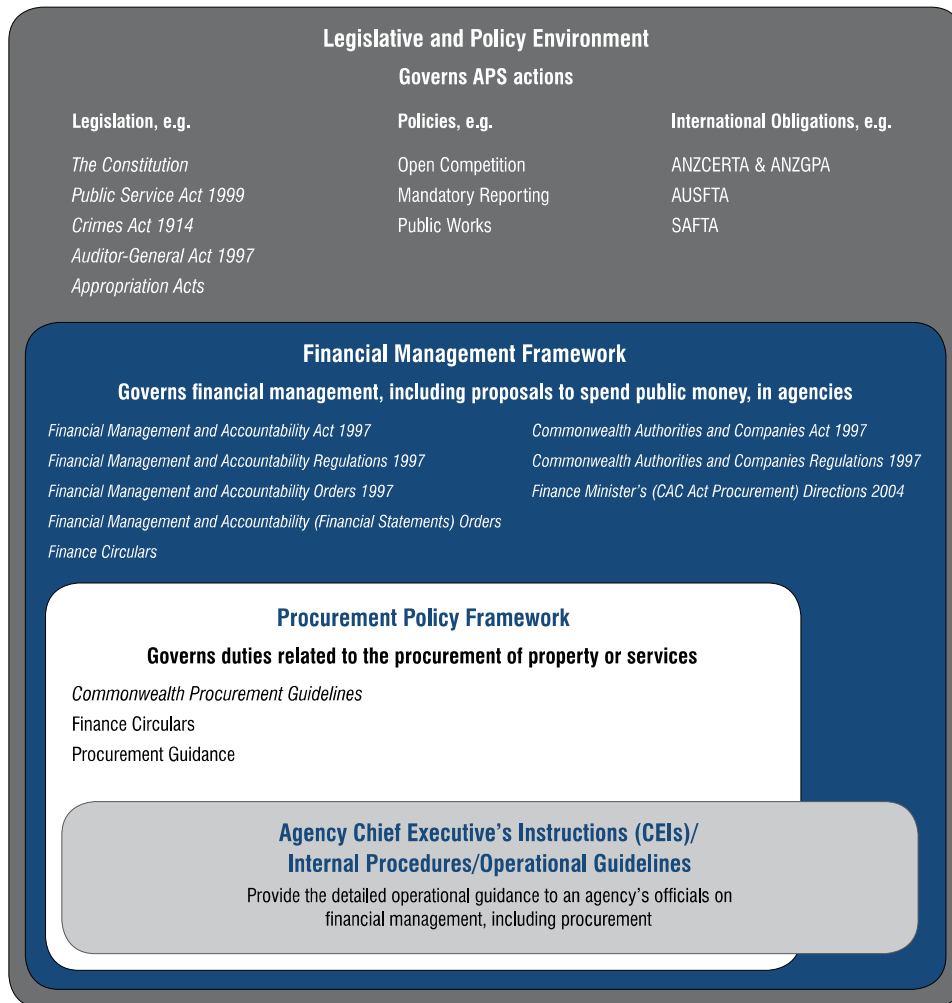 Legislative and Policy Environment
Governs APS actions
Legislation, e.g.
The Constitution
Public Service Act 1999
Crimes Act 1914
Auditor-General Act 1997
Appropriation Acts
Policies, e.g.
Open Competition
Mandatory Reporting
Public Works
International Obligations, e.g.
ANZCERTA & ANZGPA
AUSFTA
SAFTA
Financial Management Framework
Governs financial management, including proposals to spend public money, in agencies
Financial Management and Accountability Act 1997
Financial Management and Accountability Regulations 1997
Financial Management and Accountability Orders 1997
Financial Management and Accountability (Financial Statements) Orders
Finance Circulars
Commonwealth Authorities and Companies Act 1997
Commonwealth Authorities and Companies Regulations 1997
Finance Minister's (CAC Act Procurement) Directions 2004
Procurement Policy Framework
Governs duties related to the procurement of property or services
Commonwealth Procurement Guidelines
Finance Circulars
Procurement Guidance
Agency Chief Executive's Instructions (CEIs)/
Internal Procedures/Operational Guidelines
Provide the detailed operational guidance to an agency's officials on
financial management, including procurement